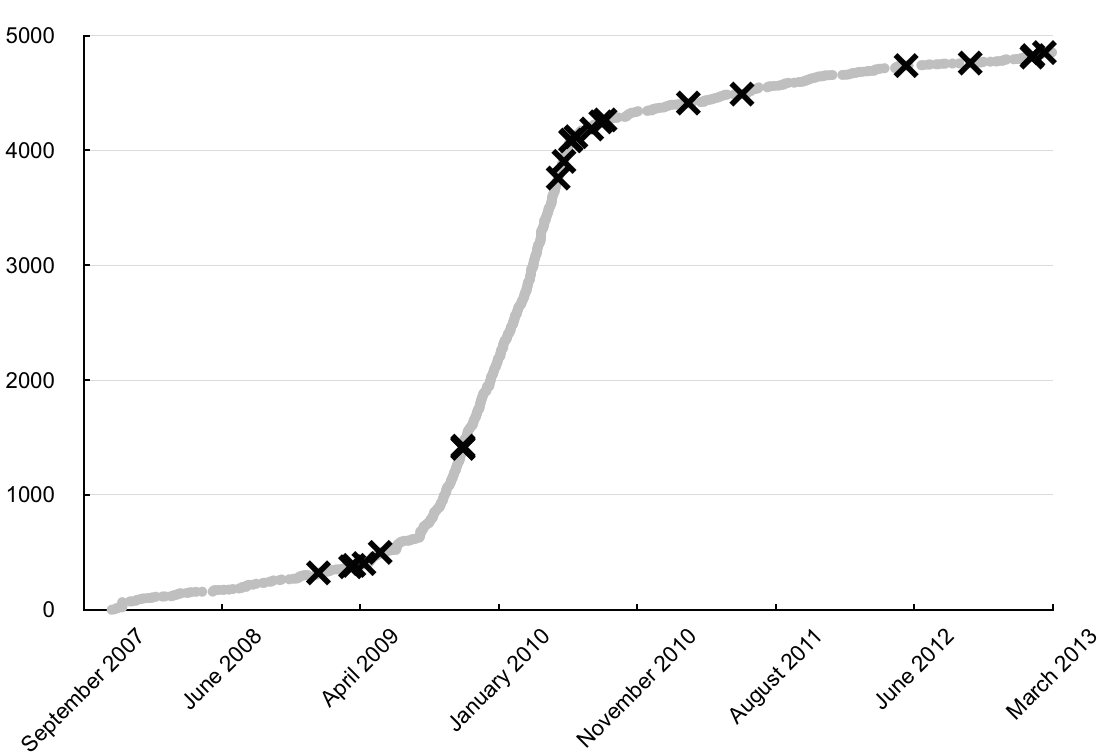 5000
4000
3000
2000
1000
0
September 2007
June 2008
April 2009
January 2010
November 2010
August 2011
June 2012
March 2013